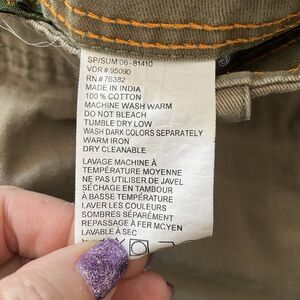 SP/SUM 06-81410
VDR # 95090
RN # 76382
MADE IN INDIA
100 % COTTON
MACHINE WASH WARM
DO NOT BLEACH
TUMBLE DRY LOW
WASH DARK COLORS SEPARATELY
WARM IRON
DRY CLEANABLE
LAVAGE MACHINE À
TEMPÉRATURE MOYENNE
NE PAS UTILISER DE JAVEL
SÉCHAGE EN TAMBOUR
A BASSE TEMPÉRATURE
LAVER LES COULEURS
SOMBRES SÉPARÉMENT
REPASSAGE À FER MOYEN
LAVABLE À SEC